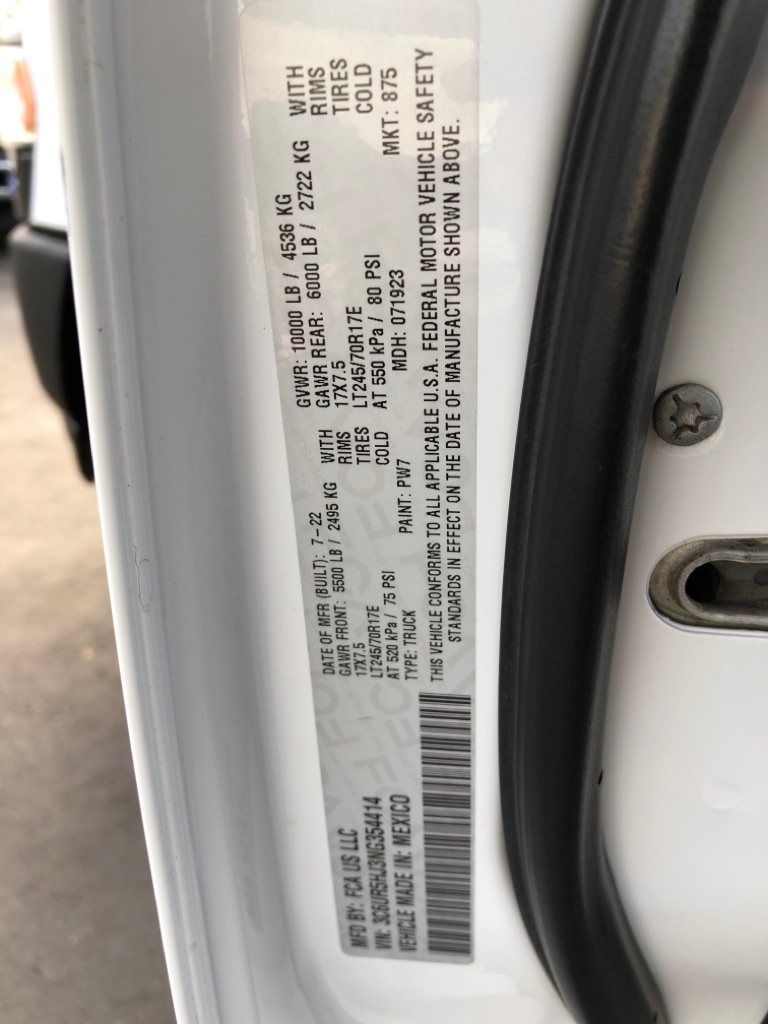 MFD BY: FCA US LLC DATE OF MFR (BUILT): 7-22 GVWR: 10000 LB / 4536 KG
VIN: 3C6UR5HJ3NG354414 GAWR FRONT: 5500 LB / 2495 KG WITH GAWR REAR: 6000 LB / 2722 KG WITH
VEHICLE MADE IN: MEXICO 17X7.5 RIMS 17X7.5 RIMS
LT245/70R17E TIRES LT245/70R17E TIRES
AT 520 kPa / 75 PSI COLD AT 550 kPa / 80 PSI COLD
TYPE: TRUCK PAINT: PW7 MDH: 071923 MKT: 875
THIS VEHICLE CONFORMS TO ALL APPLICABLE U.S.A. FEDERAL MOTOR VEHICLE SAFETY
STANDARDS IN EFFECT ON THE DATE OF MANUFACTURE SHOWN ABOVE.